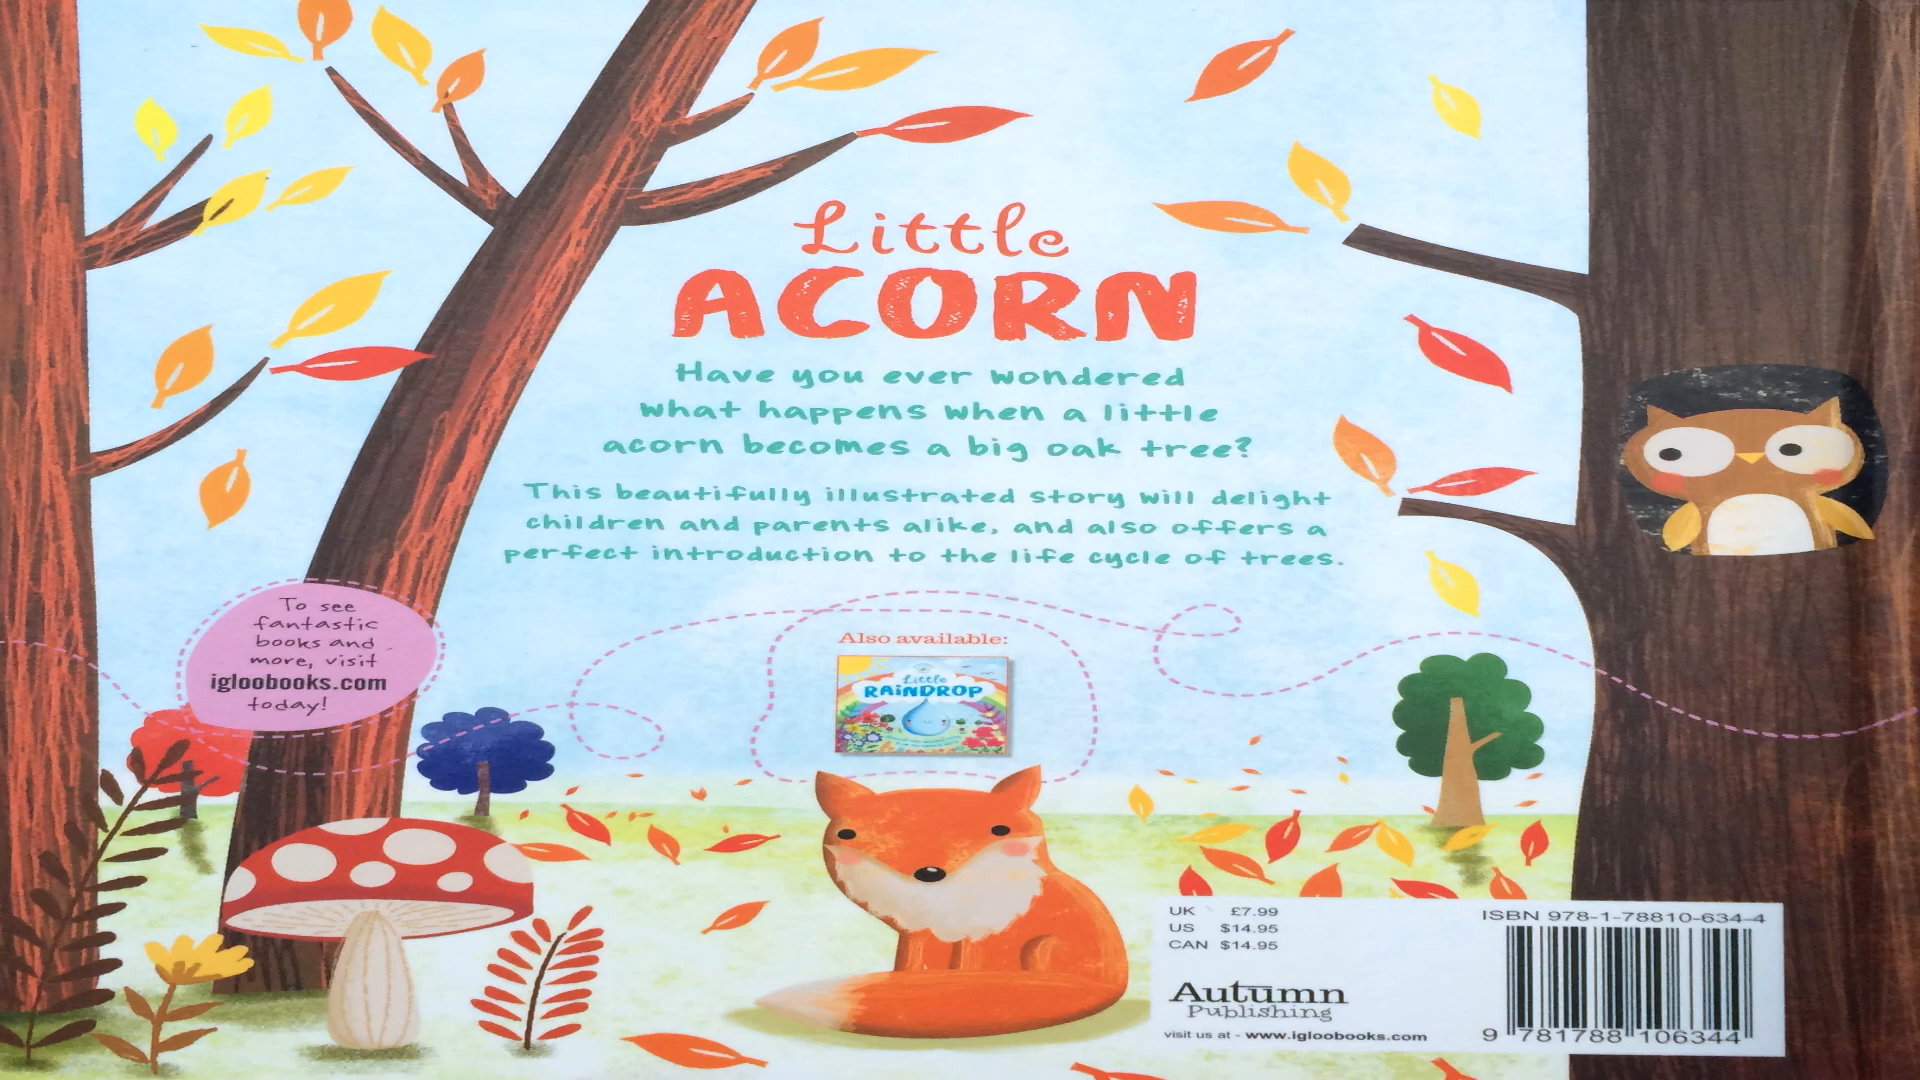 Little
ACORN
Have you ever wondered
what happens when a little
acorn becomes a big oak tree?
This beautifully illustrated story will delight
children and parents alike, and also offers a
perfect introduction to the life cycle of trees.
To see
fantastic
books and
more, visit
igloobooks.com
today!
Also available:
Little
RAINDROP
UK £7.99
US $14.95
CAN $14.95
Autumn
Publishing
visit us at - www.igloobooks.com
ISBN 978-1-78810-634-4
9 781788 106344